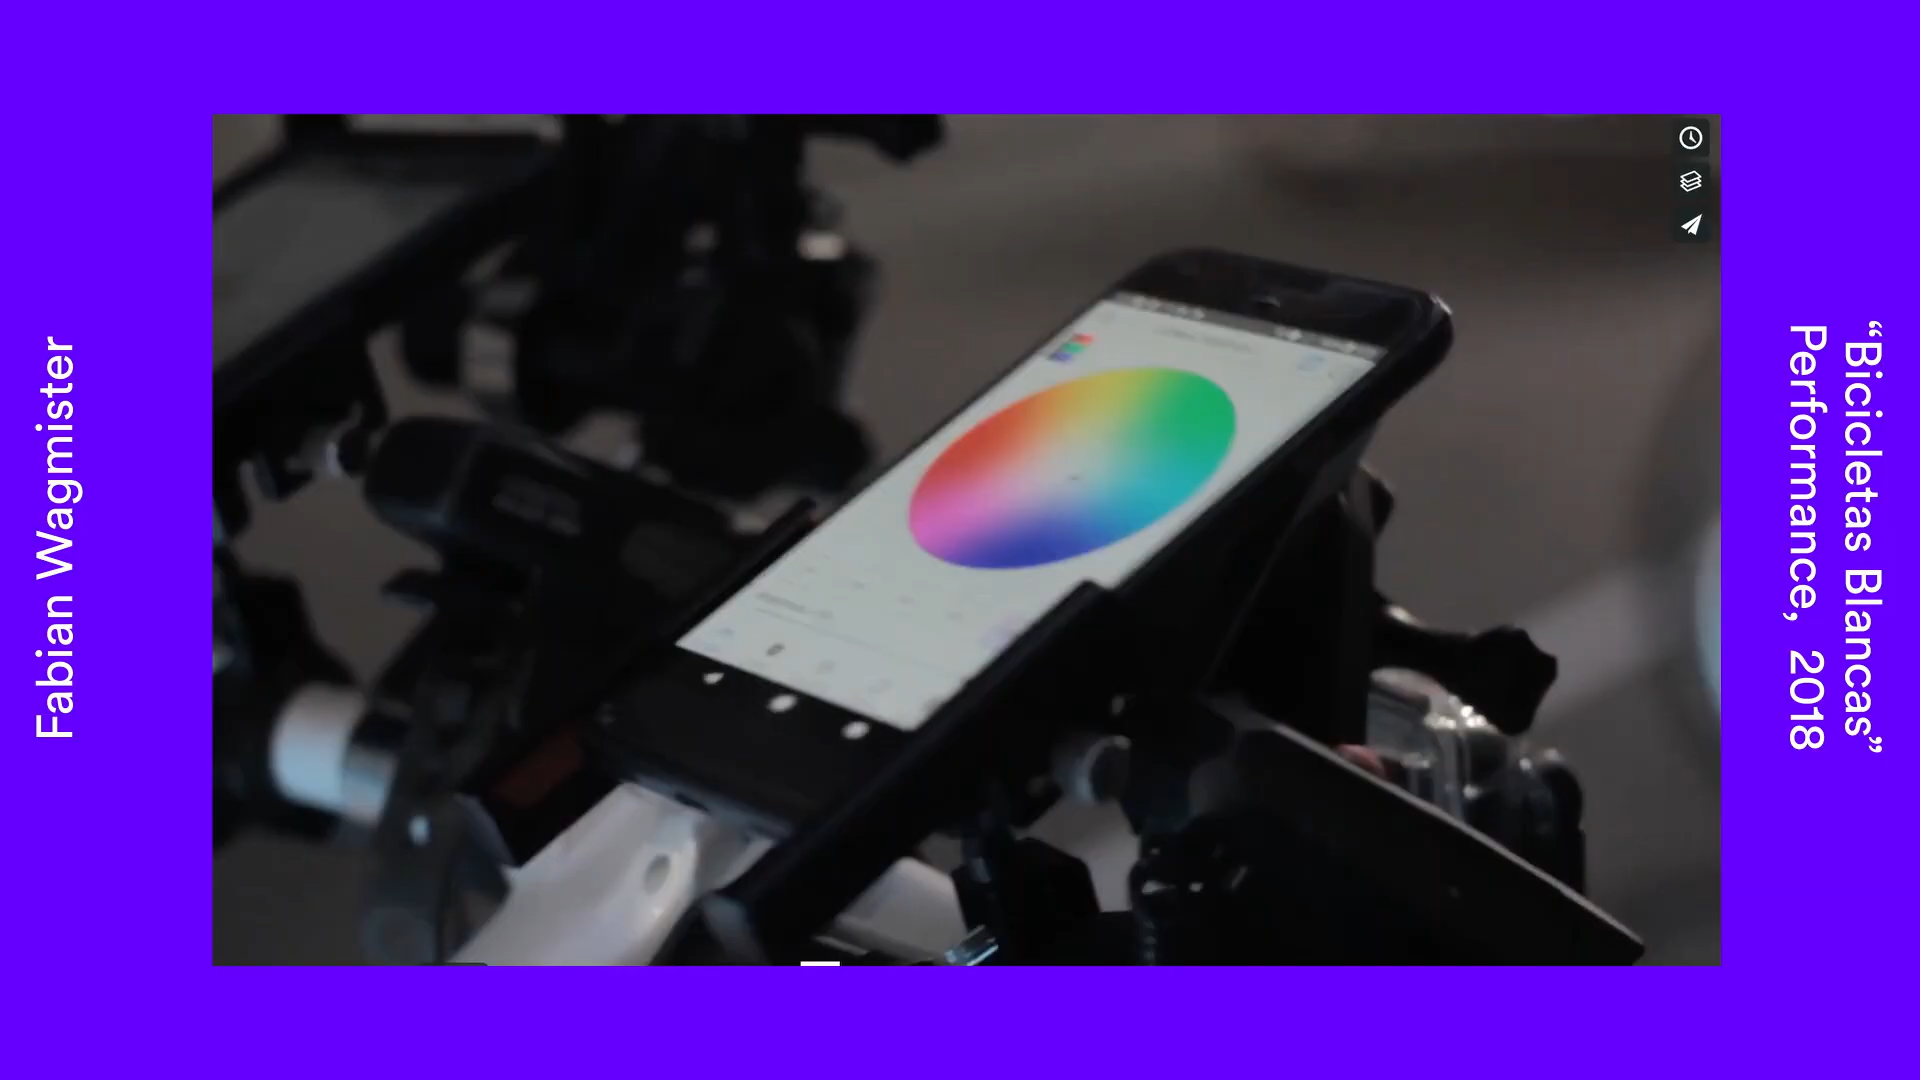 Fabian Wagmister
“Bicicletas Blancas”
Performance, 2018